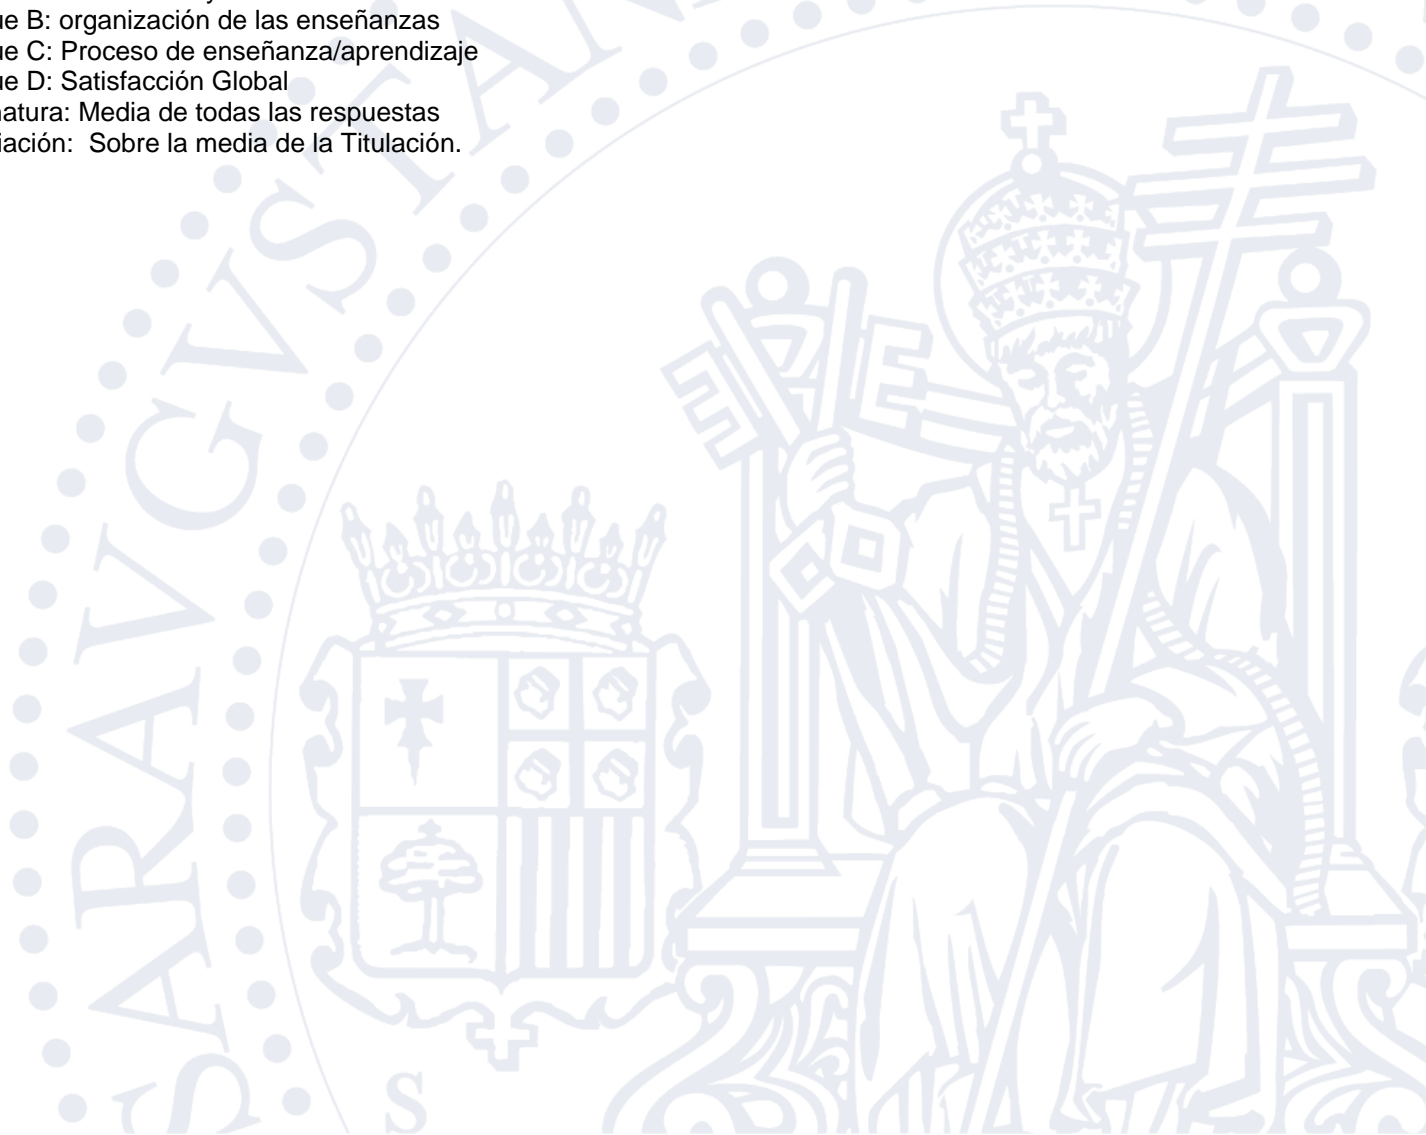 ue B: organización de las enseñanzas
ue C: Proceso de enseñanza/aprendizaje
ue D: Satisfacción Global
natura: Media de todas las respuestas
iación: Sobre la media de la Titulación.
SARAVGVSTAN
S